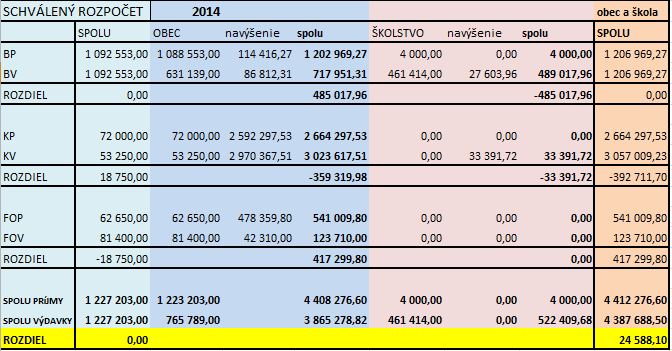 SCHVÁLENÝ ROZPOČET 2014 obec a škola
SPOLU OBEC navýšenie spolu ŠKOLSTVO navýšenie spolu SPOLU
BP 1 092 553,00 1 088 553,00 114 416,27 1 202 969,27 4 000,00 0,00 4 000,00 1 206 969,27
BV 1 092 553,00 631 139,00 86 812,31 717 951,31 461 414,00 27 603,96 489 017,96 1 206 969,27
ROZDIEL 0,00 485 017,96 -485 017,96 0,00
KP 72 000,00 72 000,00 2 592 297,53 2 664 297,53 0,00 0,00 0,00 2 664 297,53
KV 53 250,00 53 250,00 2 970 367,51 3 023 617,51 0,00 33 391,72 33 391,72 3 057 009,23
ROZDIEL 18 750,00 -359 319,98 -33 391,72 -392 711,70
FOP 62 650,00 62 650,00 478 359,80 541 009,80 0,00 0,00 0,00 541 009,80
FOV 81 400,00 81 400,00 42 310,00 123 710,00 0,00 0,00 0,00 123 710,00
ROZDIEL -18 750,00 417 299,80 0,00 417 299,80
SPOLU PRíJMY 1 227 203,00 1 223 203,00 4 408 276,60 4 000,00 4 000,00 4 412 276,60
SPOLU VýDAVKY 1 227 203,00 765 789,00 3 865 278,82 461 414,00 522 409,68 4 387 688,50
ROZDIEL 0,00 24 588,10